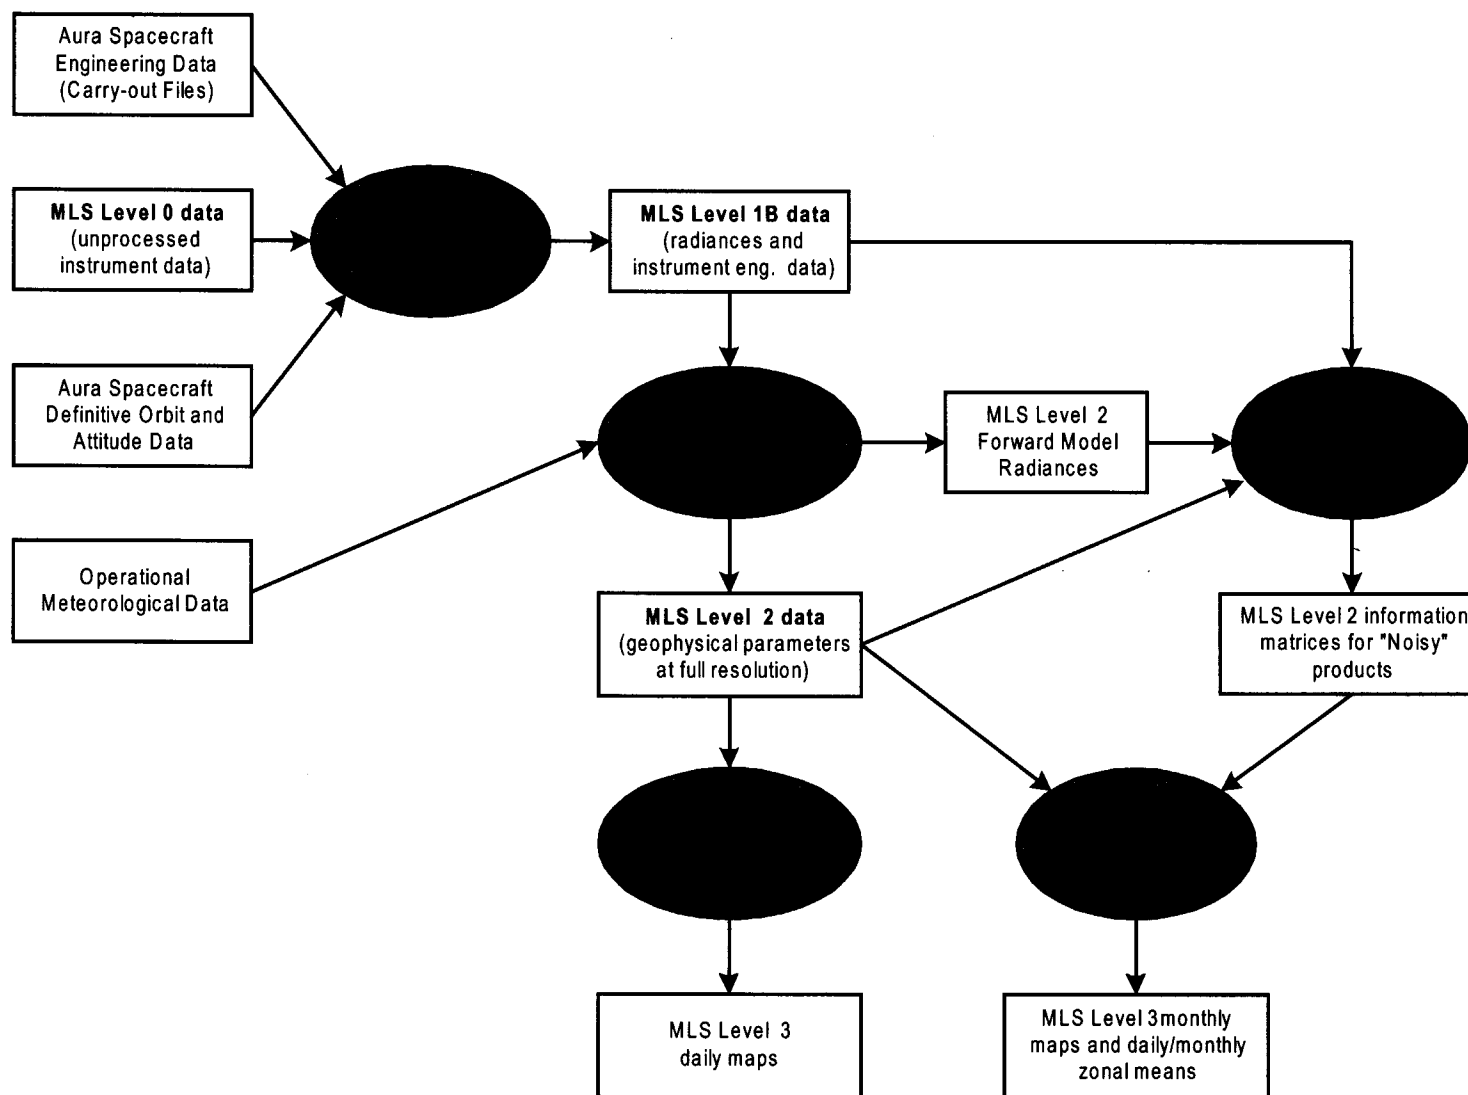 Aura Spacecraft
Engineering Data
(Carry-out Files)
MLS Level 0 data
(unprocessed
instrument data)
MLS Level 1B data
(radiances and
instrument eng. data)
Aura Spacecraft
Definitive Orbit and
Attitude Data
MLS Level 2
Forward Model
Radiances
Operational
Meteorological Data
MLS Level 2 data
(geophysical parameters
at full resolution)
MLS Level 2 information
matrices for "Noisy"
products
MLS Level 3
daily maps
MLS Level 3monthly
maps and daily/monthly
zonal means